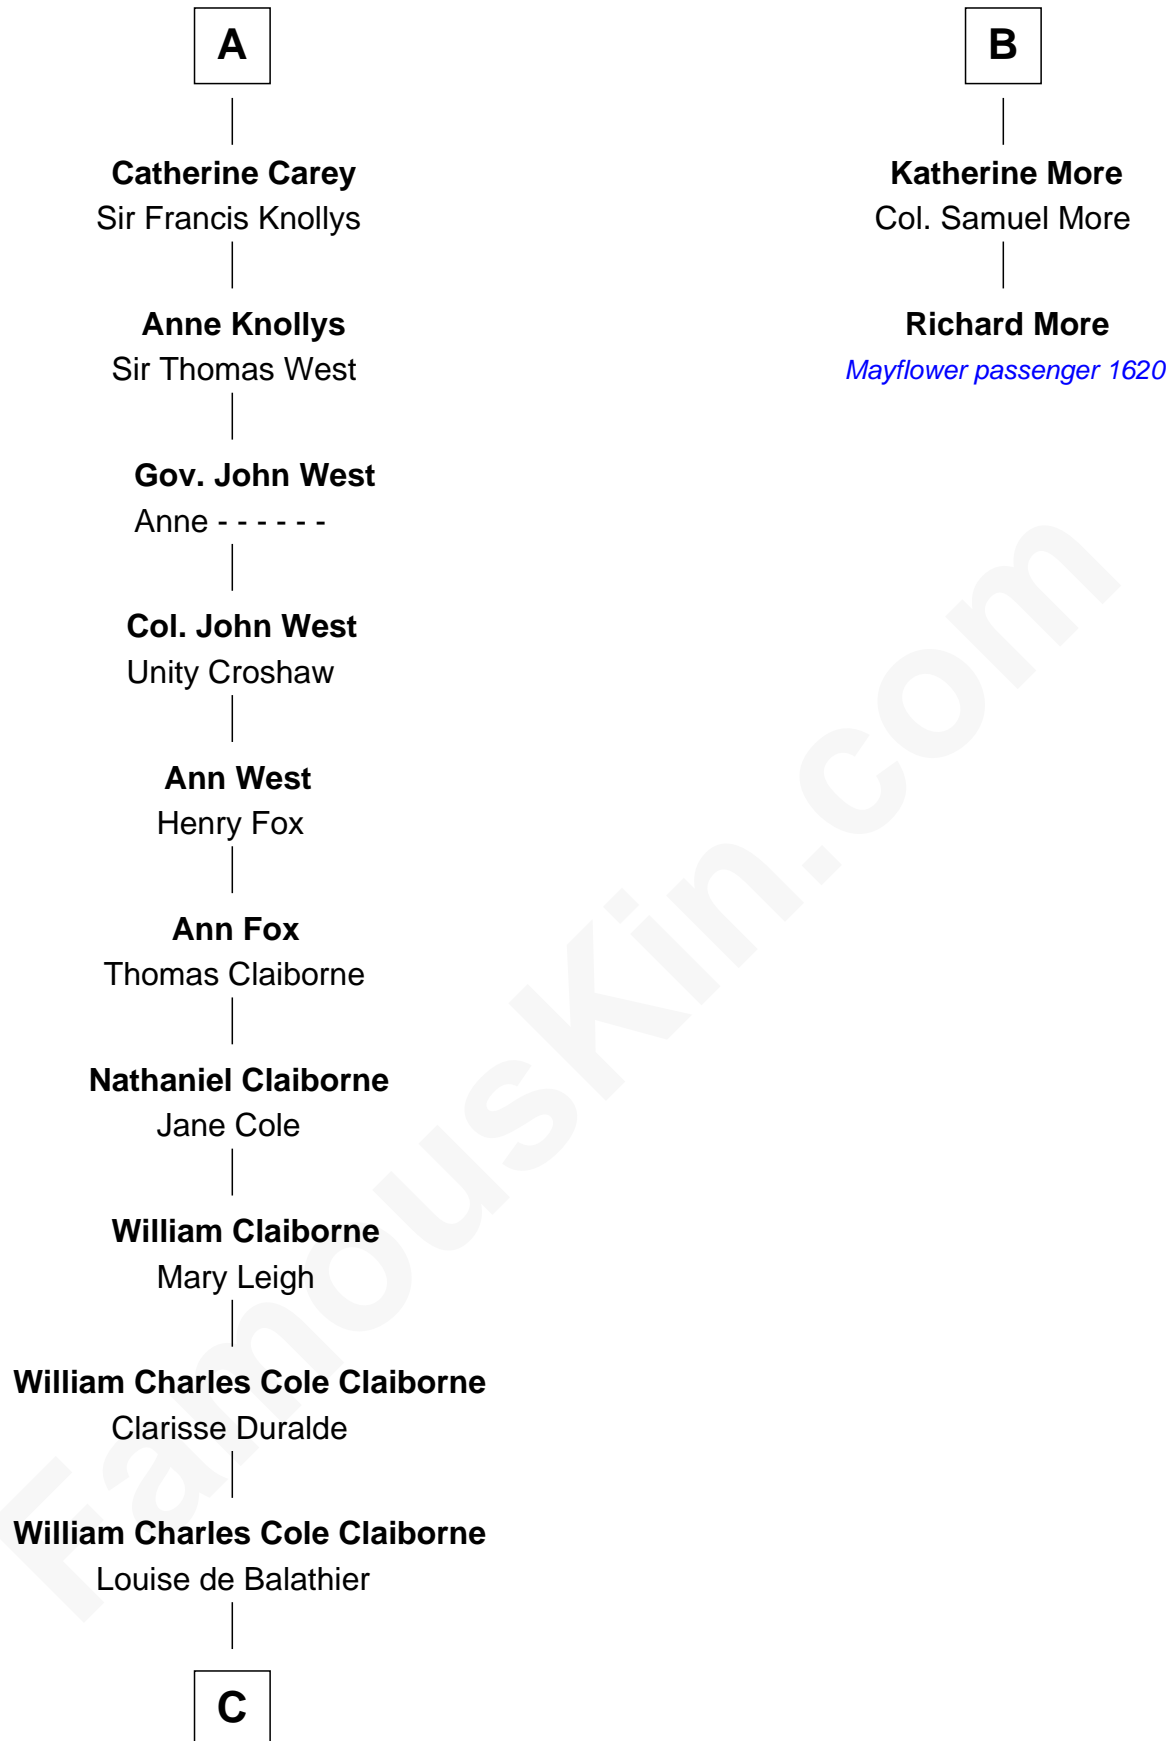 A
Catherine Carey
Sir Francis Knollys
Anne Knollys
Sir Thomas West
Gov. John West
Anne - - - - - -
Col. John West
Unity Croshaw
Ann West
Henry Fox
Ann Fox
Thomas Claiborne
Nathaniel Claiborne
Jane Cole
William Claiborne
Mary Leigh
William Charles Cole Claiborne
Clarisse Duralde
William Charles Cole Claiborne
Louise de Balathier
C
B
Katherine More
Col. Samuel More
Richard More
Mayflower passenger 1620
FamousKin.com